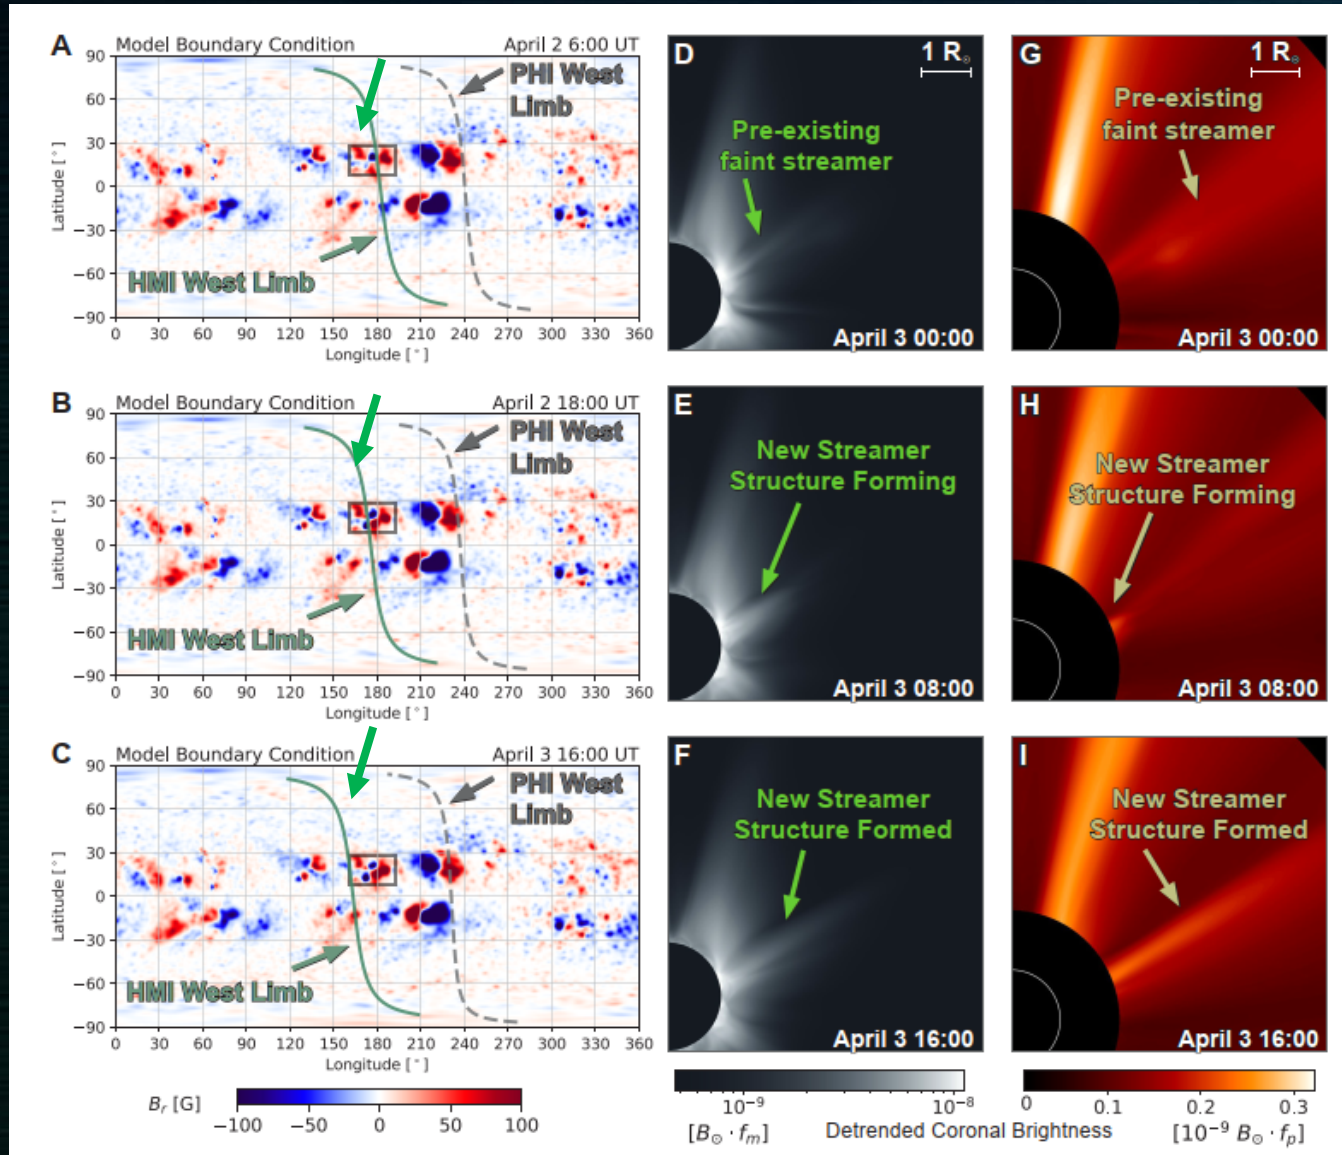 A
Model Boundary Condition April 2 6:00 UT
90
60
30
0
−30
−60
−90
Latitude [°]
PHI West
Limb
HMI West Limb
0 30 60 90 120 150 180 210 240 270 300 330 360
Longitude [°]
D
1 R☉
Pre-existing
faint streamer
April 3 00:00
G
1 R☉
Pre-existing
faint streamer
April 3 00:00
B
Model Boundary Condition April 2 18:00 UT
90
60
30
0
−30
−60
−90
Latitude [°]
PHI West
Limb
HMI West Limb
0 30 60 90 120 150 180 210 240 270 300 330 360
Longitude [°]
E
New Streamer
Structure Forming
April 3 08:00
H
New Streamer
Structure Forming
April 3 08:00
C
Model Boundary Condition April 3 16:00 UT
90
60
30
0
−30
−60
−90
Latitude [°]
PHI West
Limb
HMI West Limb
0 30 60 90 120 150 180 210 240 270 300 330 360
Longitude [°]
F
New Streamer
Structure Formed
April 3 16:00
I
New Streamer
Structure Formed
April 3 16:00
B_r [G]
−100 −50 0 50 100
10⁻⁹ 10⁻⁸
[B☉ · f_m] Detrended Coronal Brightness [10⁻⁹ B☉ · f_p]
0 0.1 0.2 0.3